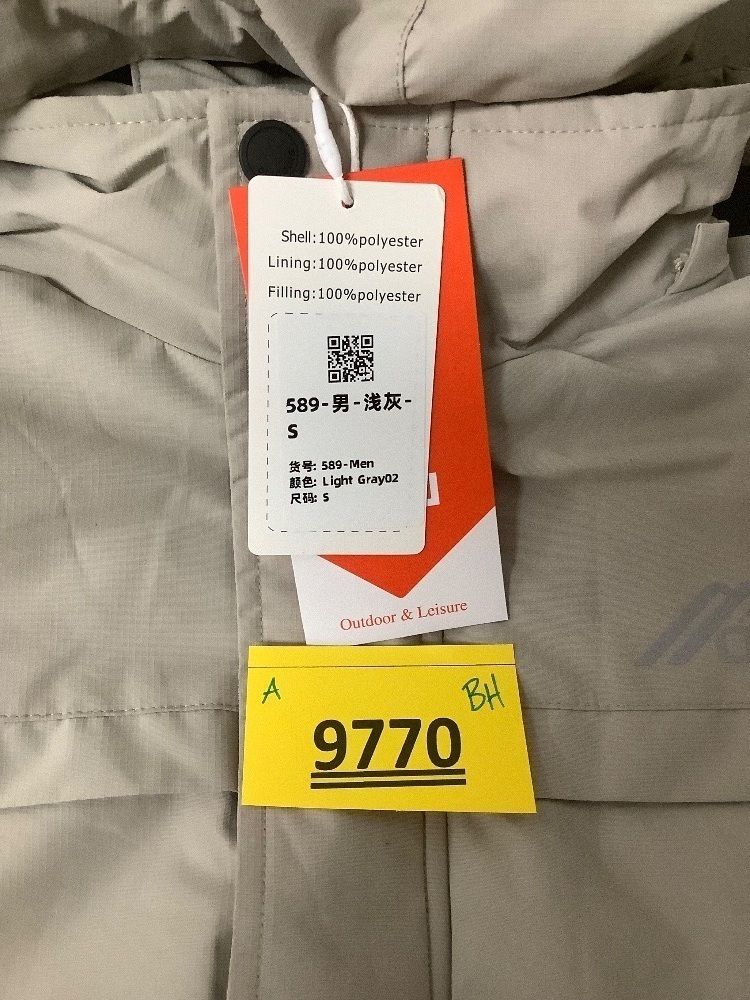 Shell:100%polyester
Lining:100%polyester
Filling:100%polyester
589-男-浅灰-
S
货号: 589-Men
颜色: Light Gray02
尺码: S
Outdoor & Leisure
A
BH
9770